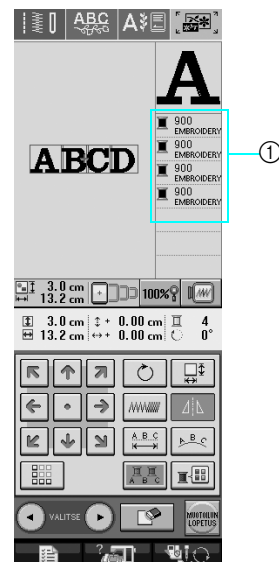 ABC A
A
900
EMBROIDERY
900
EMBROIDERY
900
EMBROIDERY
900
EMBROIDERY
①
ABCD
3.0 cm
13.2 cm
100%
3.0 cm + 0.00 cm 4
13.2 cm + 0.00 cm 0°
A B C
A B C
A B C
VALITSE
MUOTOILUN
LOPETUS
?